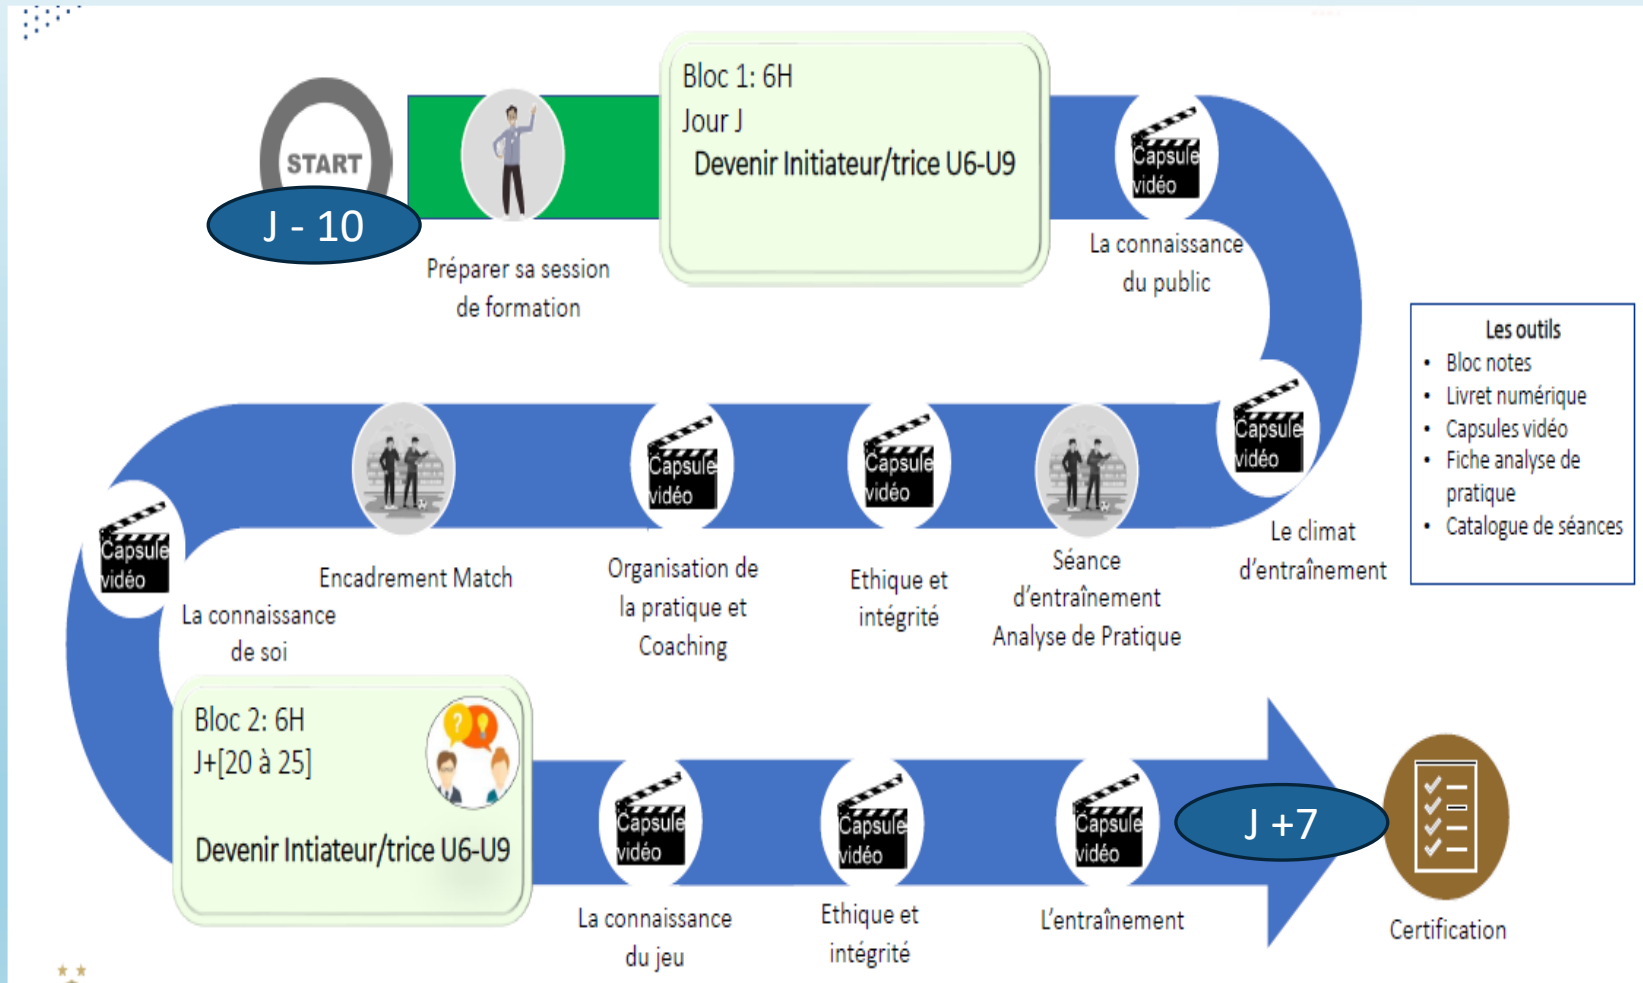 START
J - 10
Préparer sa session
de formation
Bloc 1: 6H
Jour J
Devenir Initiateur/trice U6-U9
Capsule
vidéo
La connaissance
du public
Capsule
vidéo
Le climat
d’entraînement
Les outils
• Bloc notes
• Livret numérique
• Capsules vidéo
• Fiche analyse de
pratique
• Catalogue de séances
Séance
d’entraînement
Analyse de Pratique
Capsule
vidéo
Ethique et
intégrité
Capsule
vidéo
Organisation de
la pratique et
Coaching
Encadrement Match
Capsule
vidéo
La connaissance
de soi
Bloc 2: 6H
J+[20 à 25]
?
Devenir Intiateur/trice U6-U9
Capsule
vidéo
La connaissance
du jeu
Capsule
vidéo
Ethique et
intégrité
Capsule
vidéo
L’entraînement
J +7
Certification